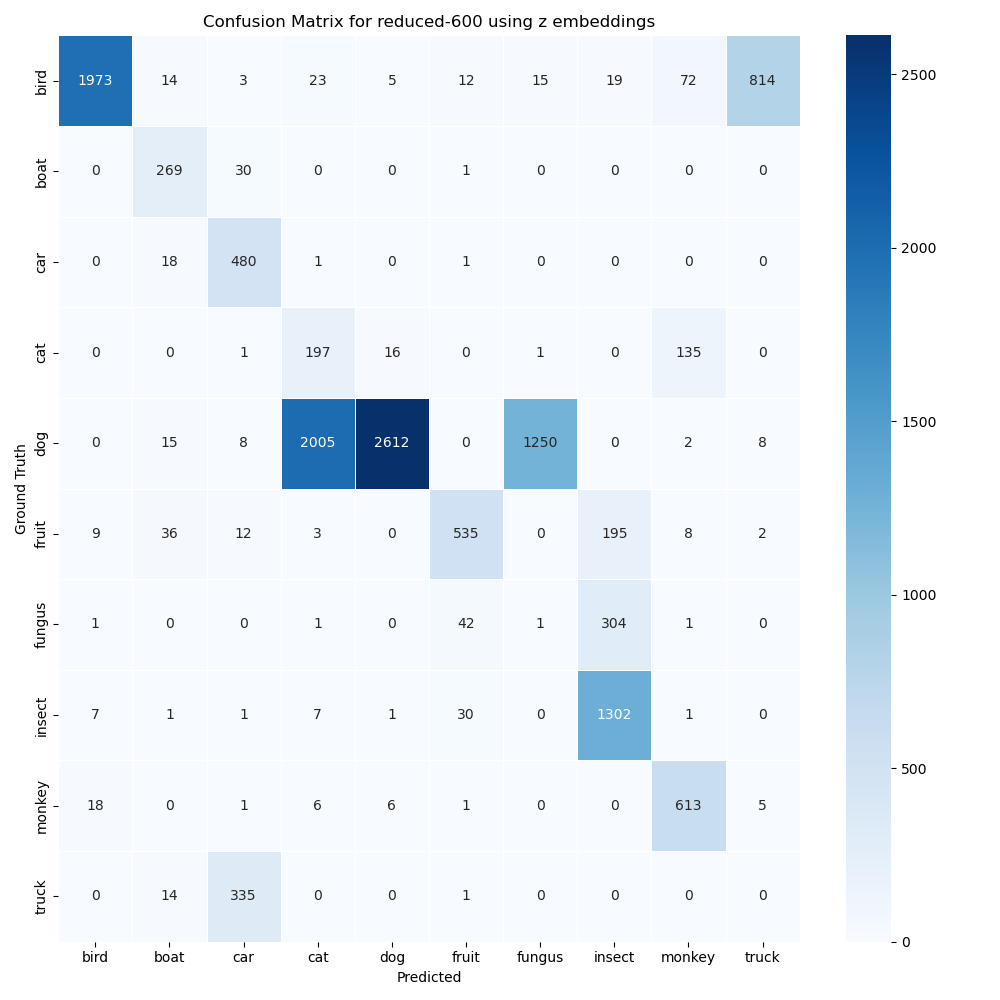 Confusion Matrix for reduced-600 using z embeddings
bird 1973 14 3 23 5 12 15 19 72 814
boat 0 269 30 0 0 1 0 0 0 0
car 0 18 480 1 0 1 0 0 0 0
cat 0 0 1 197 16 0 1 0 135 0
dog 0 15 8 2005 2612 0 1250 0 2 8
fruit 9 36 12 3 0 535 0 195 8 2
fungus 1 0 0 1 0 42 1 304 1 0
insect 7 1 1 7 1 30 0 1302 1 0
monkey 18 0 1 6 6 1 0 0 613 5
truck 0 14 335 0 0 1 0 0 0 0
bird boat car cat dog fruit fungus insect monkey truck
Predicted
Ground Truth
2500
2000
1500
1000
500
0